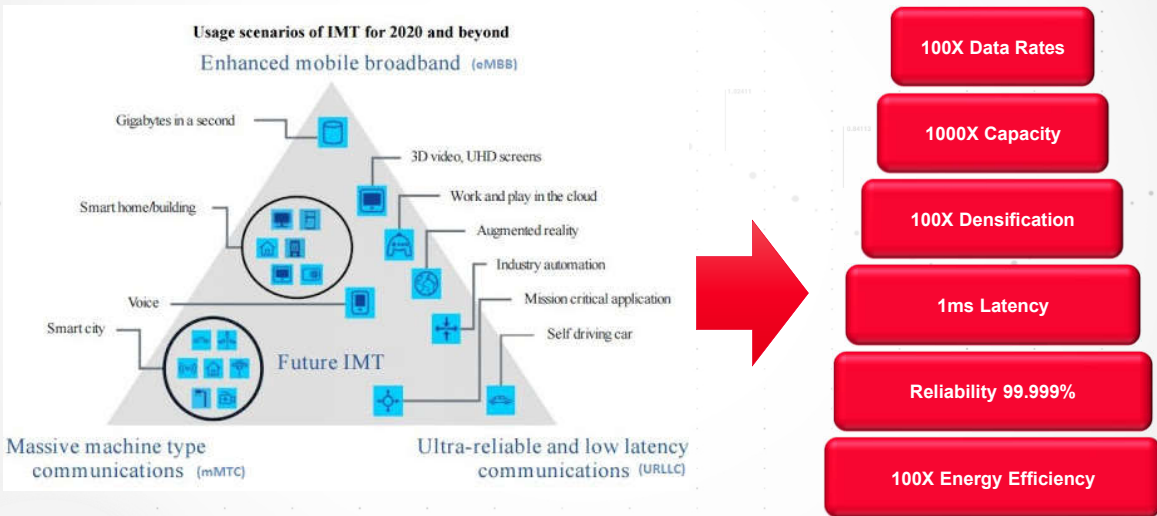 Usage scenarios of IMT for 2020 and beyond
Enhanced mobile broadband (eMBB)
Gigabytes in a second
3D video, UHD screens
Work and play in the cloud
Smart home/building
Augmented reality
Industry automation
Voice
Mission critical application
Smart city
Self driving car
Future IMT
Massive machine type
communications (mMTC)
Ultra-reliable and low latency
communications (URLLC)
100X Data Rates
1000X Capacity
100X Densification
1ms Latency
Reliability 99.999%
100X Energy Efficiency